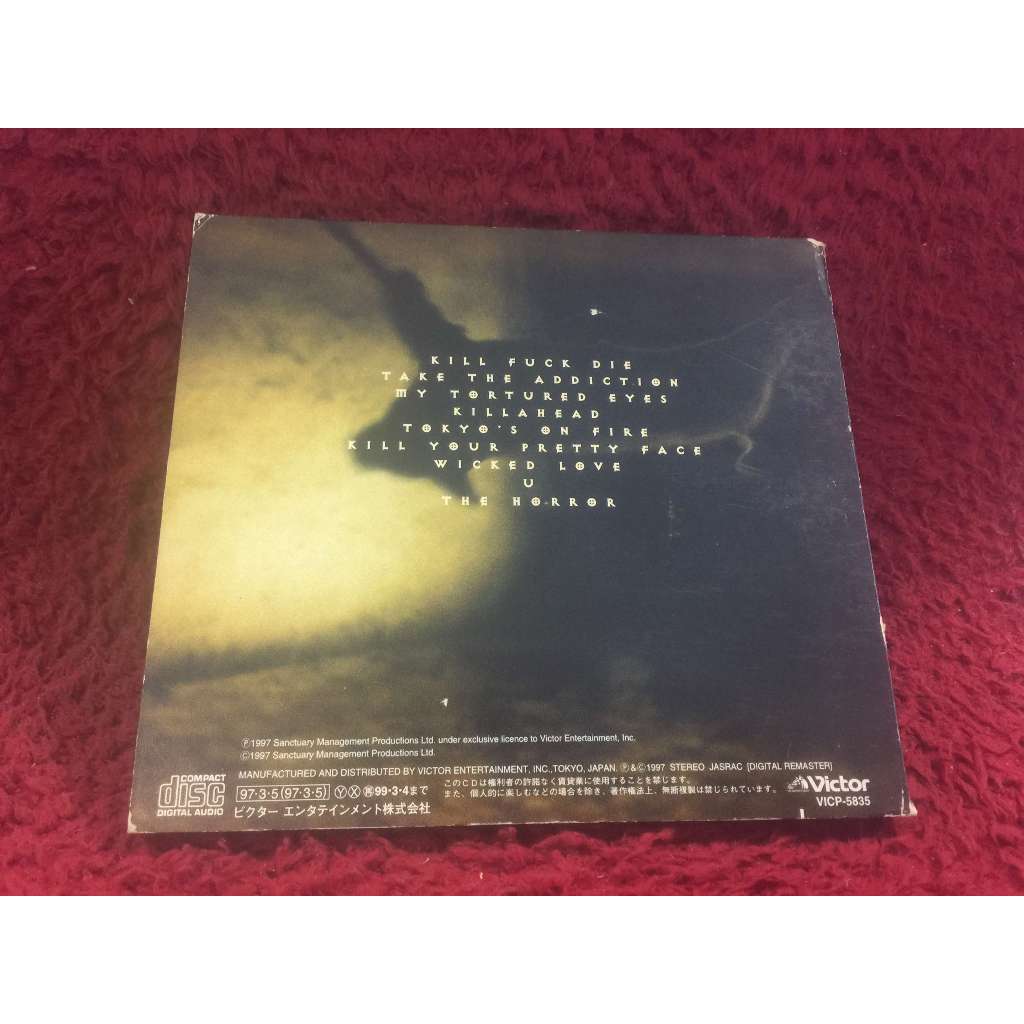 KILL FUCK DIE
TAKE THE ADDICTION
MY TORTURED EYES
KILLAHEAD
TOKYO'S ON FIRE
KILL YOUR PRETTY FACE
WICKED LOVE
U
THE HORROR
Ⓟ1997 Sanctuary Management Productions Ltd. under exclusive licence to Victor Entertainment, Inc.
©1997 Sanctuary Management Productions Ltd.
MANUFACTURED AND DISTRIBUTED BY VICTOR ENTERTAINMENT, INC.,TOKYO, JAPAN. Ⓟ&©1997 STEREO JASRAC [DIGITAL REMASTER]
COMPACT
disc
DIGITAL AUDIO
97·3·5 (97·3·5) Ⓨ Ⓧ ㊢99·3·4まで
ビクター エンタテインメント株式会社
このCDは権利者の許諾なく賃貸業に使用することを禁じます。
また、個人的に楽しむなどの場合を除き、著作権法上、無断複製は禁じられています。
Victor
VICP-5835